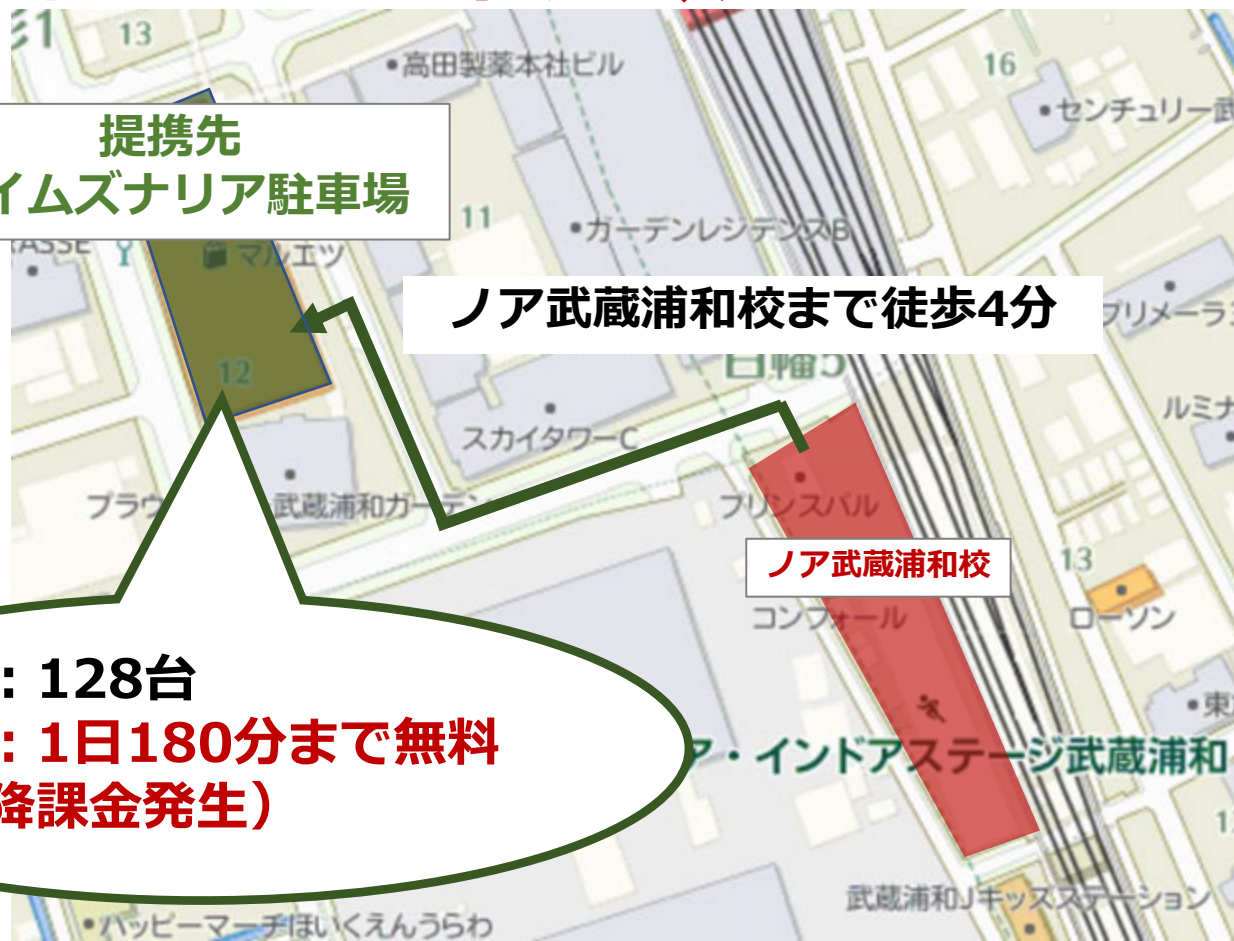 13
•高田製薬本社ビル
16
•センチュリー武
提携先
イムズナリア駐車場
11
•ガーデンレジデンスB
マルエツ
ノア武蔵浦和校まで徒歩4分
プリメーラ
12
白幡5
ルミナ
スカイタワーC
プラウ
武蔵浦和ガーデン
プリンスパル
ノア武蔵浦和校
13
コンフォール
ローソン
：128台
：1日180分まで無料
降課金発生）
•東
ア・インドアステージ武蔵浦和
武蔵浦和Jキッズステーション
•ハッピーマーチほいくえんうらわ